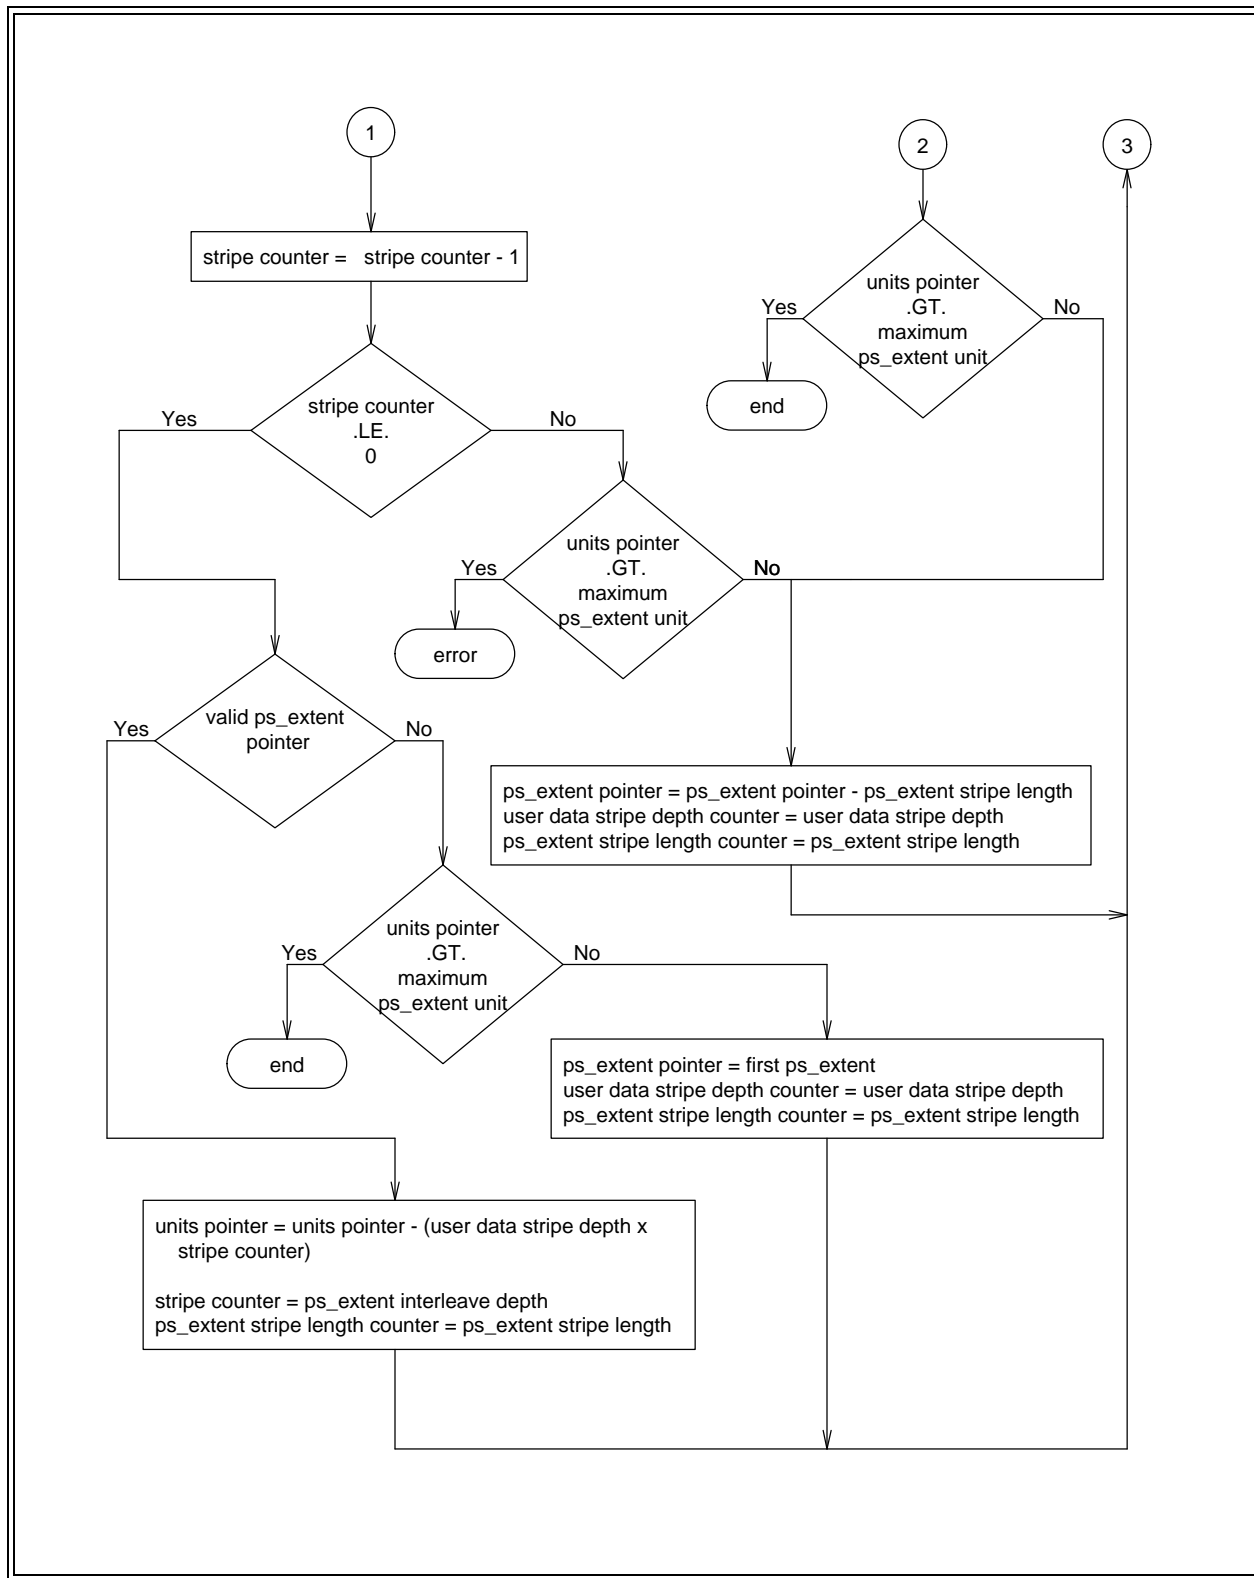 1
2
3
stripe counter = stripe counter - 1
units pointer
.GT.
maximum
ps_extent unit
Yes
No
end
stripe counter
.LE.
0
Yes
No
units pointer
.GT.
maximum
ps_extent unit
Yes
No
error
valid ps_extent
pointer
Yes
No
ps_extent pointer = ps_extent pointer - ps_extent stripe length
user data stripe depth counter = user data stripe depth
ps_extent stripe length counter = ps_extent stripe length
units pointer
.GT.
maximum
ps_extent unit
Yes
No
end
ps_extent pointer = first ps_extent
user data stripe depth counter = user data stripe depth
ps_extent stripe length counter = ps_extent stripe length
units pointer = units pointer - (user data stripe depth x
stripe counter)
stripe counter = ps_extent interleave depth
ps_extent stripe length counter = ps_extent stripe length